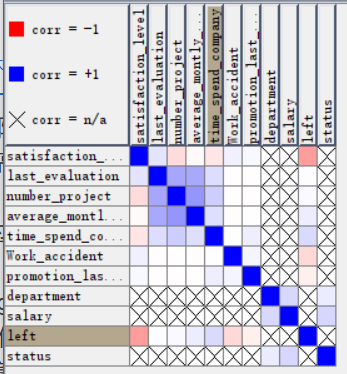 corr = -1
corr = +1
corr = n/a
satisfaction_level
last_evaluation
number_project
average_montly_...
time_spend_company
Work_accident
promotion_last_...
department
salary
left
status
satisfaction_...
last_evaluation
number_project
average_montl...
time_spend_co...
Work_accident
promotion_las...
department
salary
left
status